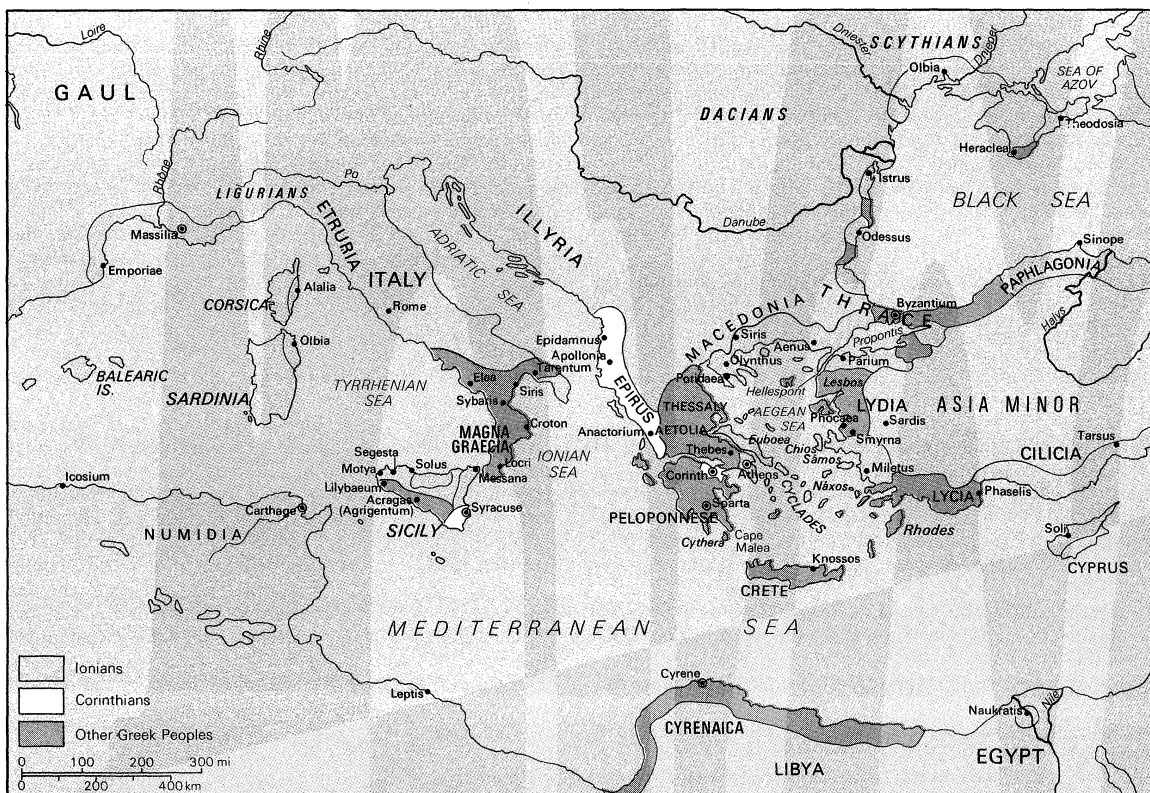 Loire
Rhine
GAUL
Rhône
LIGURIANS
Po
Massilia
Emporiae
ETRURIA
ITALY
ADRIATIC
SEA
ILLYRIA
DACIANS
Danube
Dniester
SCYTHIANS
Dnieper
Olbia
SEA OF
AZOV
Theodosia
Heraclea
Istrus
BLACK SEA
Odessus
Sinope
PAPHLAGONIA
Halys
Byzantium
THRACE
MACEDONIA
Propontis
CORSICA
Alalia
Rome
Olbia
BALEARIC
IS.
SARDINIA
TYRRHENIAN
SEA
Elea
Tarentum
Siris
Sybaris
Croton
MAGNA
GRAECIA
Locri
Messana
IONIAN
SEA
Epidamnus
Apollonia
EPIRUS
Anactorium
AETOLIA
THESSALY
Siris
Olynthus
Potidaea
Aenus
Parium
Hellespont
Lesbos
AEGEAN
SEA
LYDIA
ASIA MINOR
Phocaea
Sardis
Smyrna
Euboea
Chios
Sámos
Thebes
Athens
Corinth
Sparta
PELOPONNESE
Cythera
Cape
Malea
CYCLADES
Náxos
Miletus
LYCIA
Phaselis
CILICIA
Tarsus
Rhodes
Soli
CYPRUS
Knossos
CRETE
Segesta
Motya
Solus
Lilybaeum
Acragas
(Agrigentum)
Syracuse
SICILY
Icosium
Carthage
NUMIDIA
MEDITERRANEAN SEA
Leptis
Cyrene
CYRENAICA
LIBYA
Naukratis
Nile
EGYPT
Ionians
Corinthians
Other Greek Peoples
0 100 200 300 mi
0 200 400 km